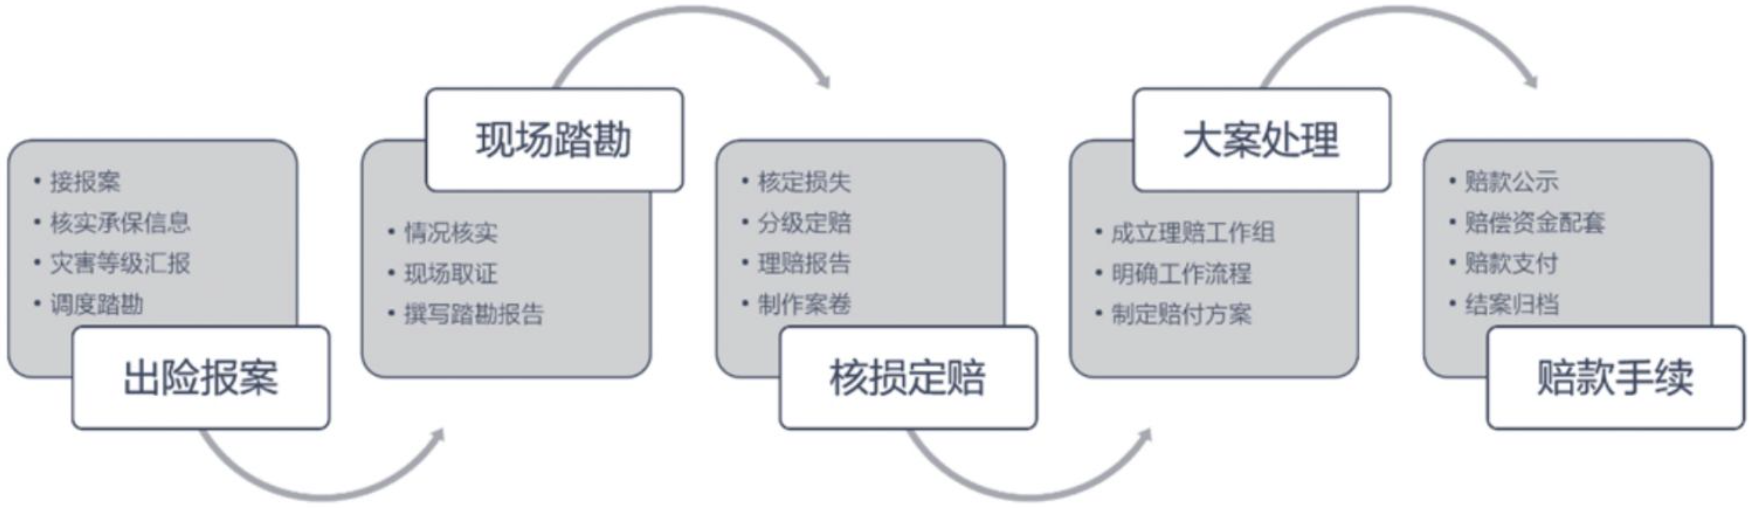 出险报案
• 接报案
• 核实承保信息
• 灾害等级汇报
• 调度踏勘
现场踏勘
• 情况核实
• 现场取证
• 撰写踏勘报告
核损定赔
• 核定损失
• 分级定赔
• 理赔报告
• 制作案卷
大案处理
• 成立理赔工作组
• 明确工作流程
• 制定赔付方案
赔款手续
• 赔款公示
• 赔偿资金配套
• 赔款支付
• 结案归档